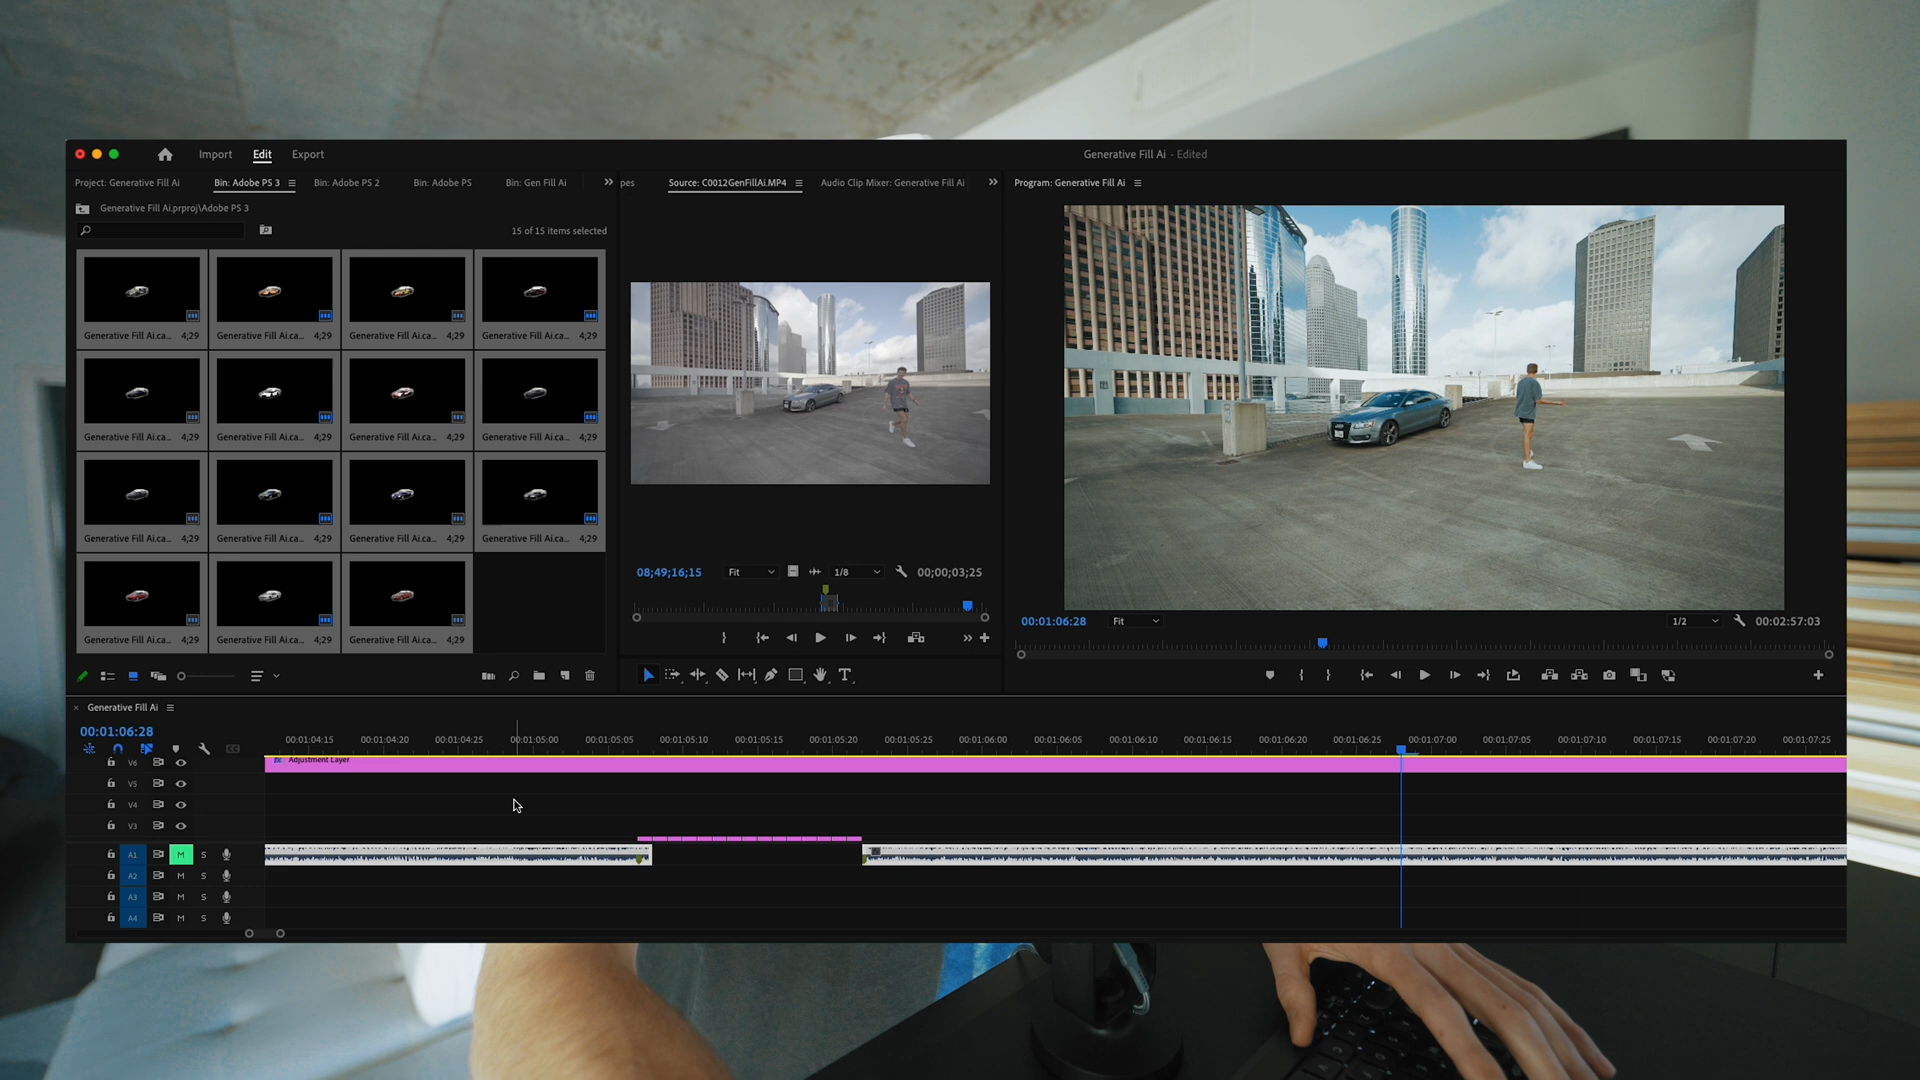 Import Edit Export
Generative Fill Ai - Edited
Project: Generative Fill Ai Bin: Adobe PS 3 Bin: Adobe PS 2 Bin: Adobe PS Bin: Gen Fill Ai
pes Source: C0012GenFillAi.MP4 Audio Clip Mixer: Generative Fill Ai
Program: Generative Fill Ai
Generative Fill Ai.prproj\Adobe PS 3
15 of 15 items selected
Generative Fill Ai.ca... 4;29 Generative Fill Ai.ca... 4;29 Generative Fill Ai.ca... 4;29 Generative Fill Ai.ca... 4;29
Generative Fill Ai.ca... 4;29 Generative Fill Ai.ca... 4;29 Generative Fill Ai.ca... 4;29 Generative Fill Ai.ca... 4;29
Generative Fill Ai.ca... 4;29 Generative Fill Ai.ca... 4;29 Generative Fill Ai.ca... 4;29 Generative Fill Ai.ca... 4;29
Generative Fill Ai.ca... 4;29 Generative Fill Ai.ca... 4;29 Generative Fill Ai.ca... 4;29
08;49;16;15 Fit 1/8 00;00;03;25
00:01:06:28 Fit 1/2 00:02:57:03
Generative Fill Ai
00:01:06:28
00:01:04:15 00:01:04:20 00:01:04:25 00:01:05:00 00:01:05:05 00:01:05:10 00:01:05:15 00:01:05:20 00:01:05:25 00:01:06:00 00:01:06:05 00:01:06:10 00:01:06:15 00:01:06:20 00:01:06:25 00:01:07:00 00:01:07:05 00:01:07:10 00:01:07:15 00:01:07:20 00:01:07:25
V6 fx Adjustment Layer
V5
V4
V3
A1 M S
A2 M S
A3 M S
A4 M S